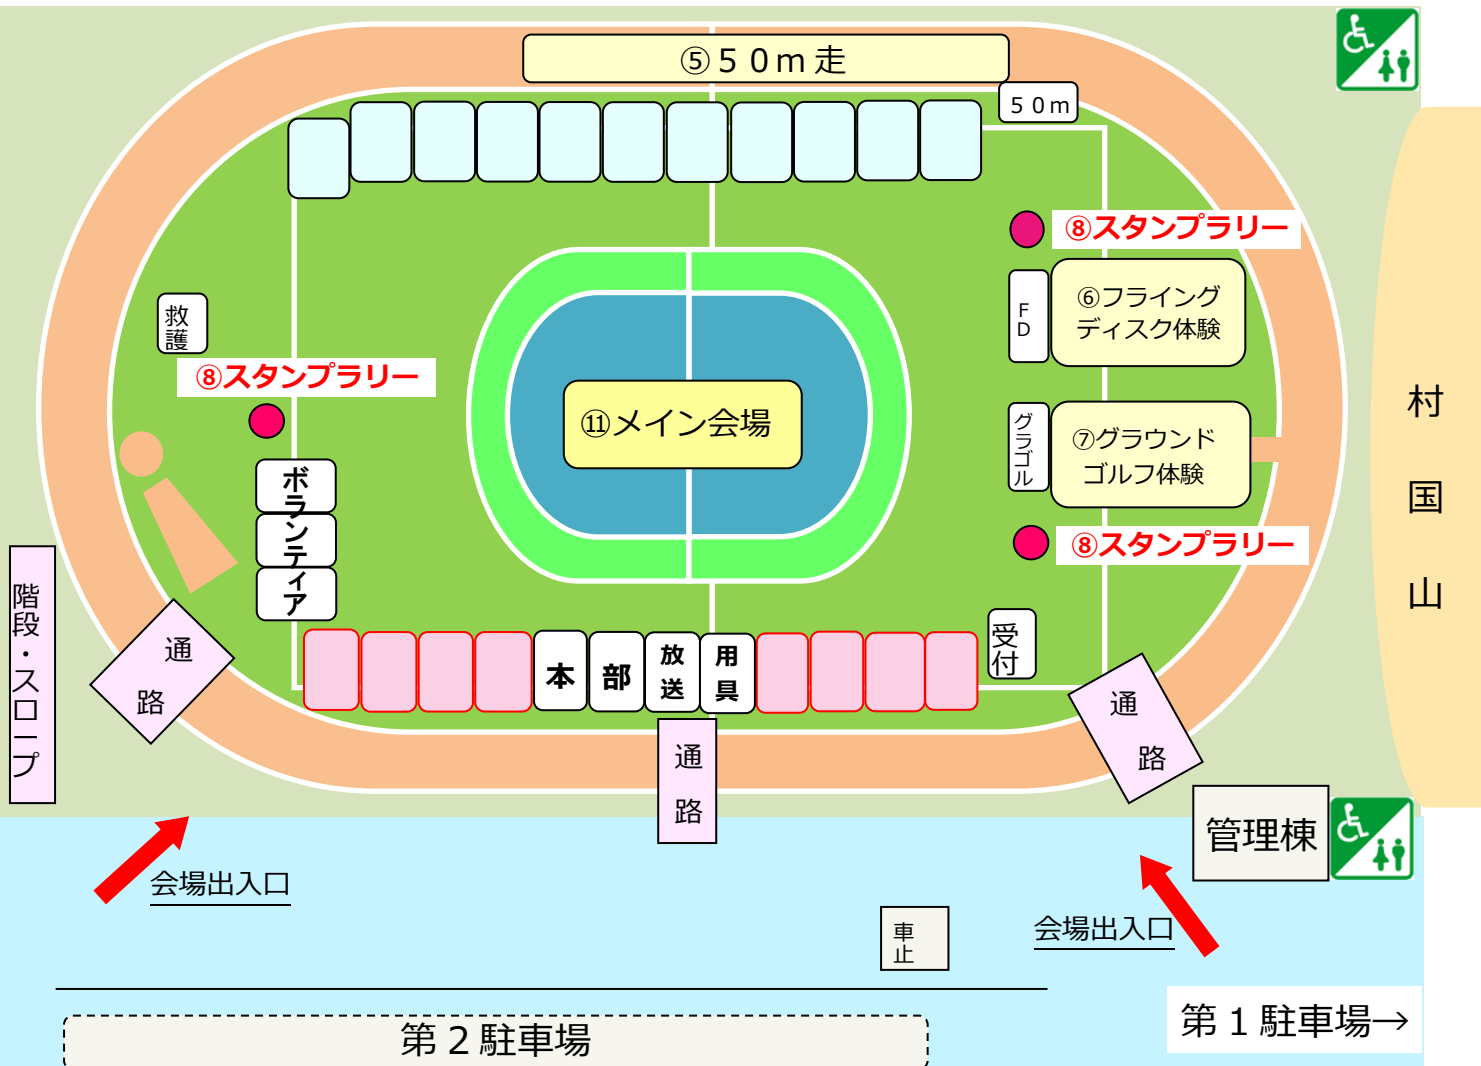 ⑤５０ｍ走
５０ｍ
⑧スタンプラリー
救護
FD
⑥フライング
ディスク体験
⑧スタンプラリー
⑪メイン会場
グラゴル
⑦グラウンド
ゴルフ体験
村国山
ボランティア
⑧スタンプラリー
階段・スロープ
通路
本
部
放送
用具
受付
通路
通路
管理棟
会場出入口
会場出入口
車止
第１駐車場→
第２駐車場